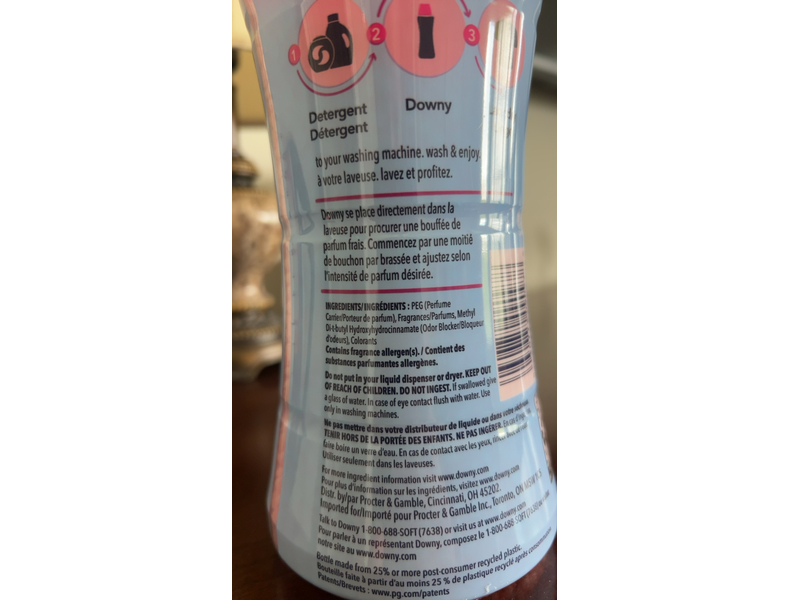 1
2
3
Detergent
Détergent
Downy
to your washing machine. wash & enjoy.
à votre laveuse. lavez et profitez.
Downy se place directement dans la
laveuse pour procurer une bouffée de
parfum frais. Commencez par une moitié
de bouchon par brassée et ajustez selon
l'intensité de parfum désirée.
INGREDIENTS/INGRÉDIENTS : PEG (Perfume
Carrier/Porteur de parfum), Fragrances/Parfums, Methyl
Di-t-butyl Hydroxyhydrocinnamate (Odor Blocker/Bloqueur
d'odeurs), Colorants
Contains fragrance allergen(s). / Contient des
substances parfumantes allergènes.
Do not put in your liquid dispenser or dryer. KEEP OUT
OF REACH OF CHILDREN. DO NOT INGEST. If swallowed give
a glass of water. In case of eye contact flush with water. Use
only in washing machines.
Ne pas mettre dans votre distributeur de liquide ou dans votre sécheuse.
TENIR HORS DE LA PORTÉE DES ENFANTS. NE PAS INGÉRER. En cas d'ingestion,
faire boire un verre d'eau. En cas de contact avec les yeux, rincer
Utiliser seulement dans les laveuses.
For more ingredient information visit www.downy.com
Pour plus d'information sur les ingrédients, visitez www.downy.com
Distr. by/par Procter & Gamble, Cincinnati, OH 45202.
Imported for/Importé pour Procter & Gamble Inc., Toronto, ON
Talk to Downy 1-800-688-SOFT (7638) or visit us at www.downy.com
Pour parler à un représentant Downy, composez le 1-800-688-SOFT (7638)
notre site au www.downy.com
Bottle made from 25% or more post-consumer recycled plastic.
Bouteille faite à partir d'au moins 25 % de plastique recyclé après consommation.
Patents/Brevets : www.pg.com/patents